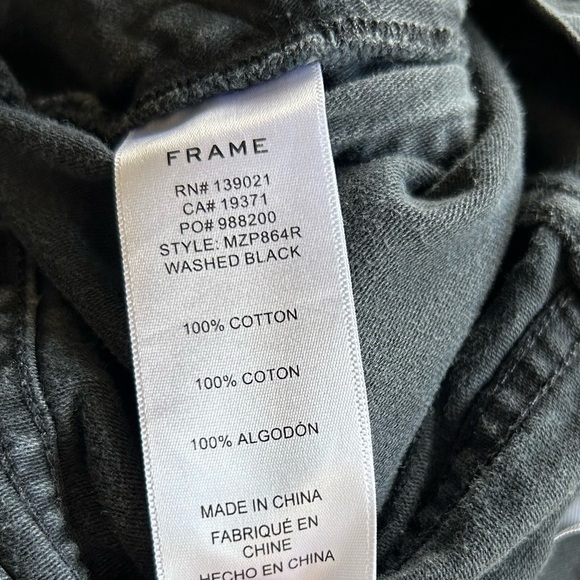 FRAME
RN# 139021
CA# 19371
PO# 988200
STYLE: MZP864R
WASHED BLACK
100% COTTON
100% COTON
100% ALGODÓN
MADE IN CHINA
FABRIQUÉ EN
CHINE
HECHO EN CHINA